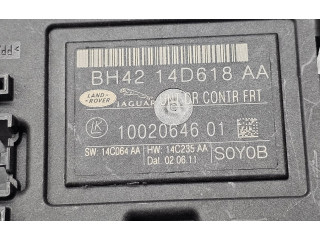 BH42 14D618 AA
LAND-
ROVER
JAGUAR
CONTR FRT
LK
10020646 01
SW: 14C064 AA HW: 14C235 AA
Dat. 02.06.11
S0Y0B